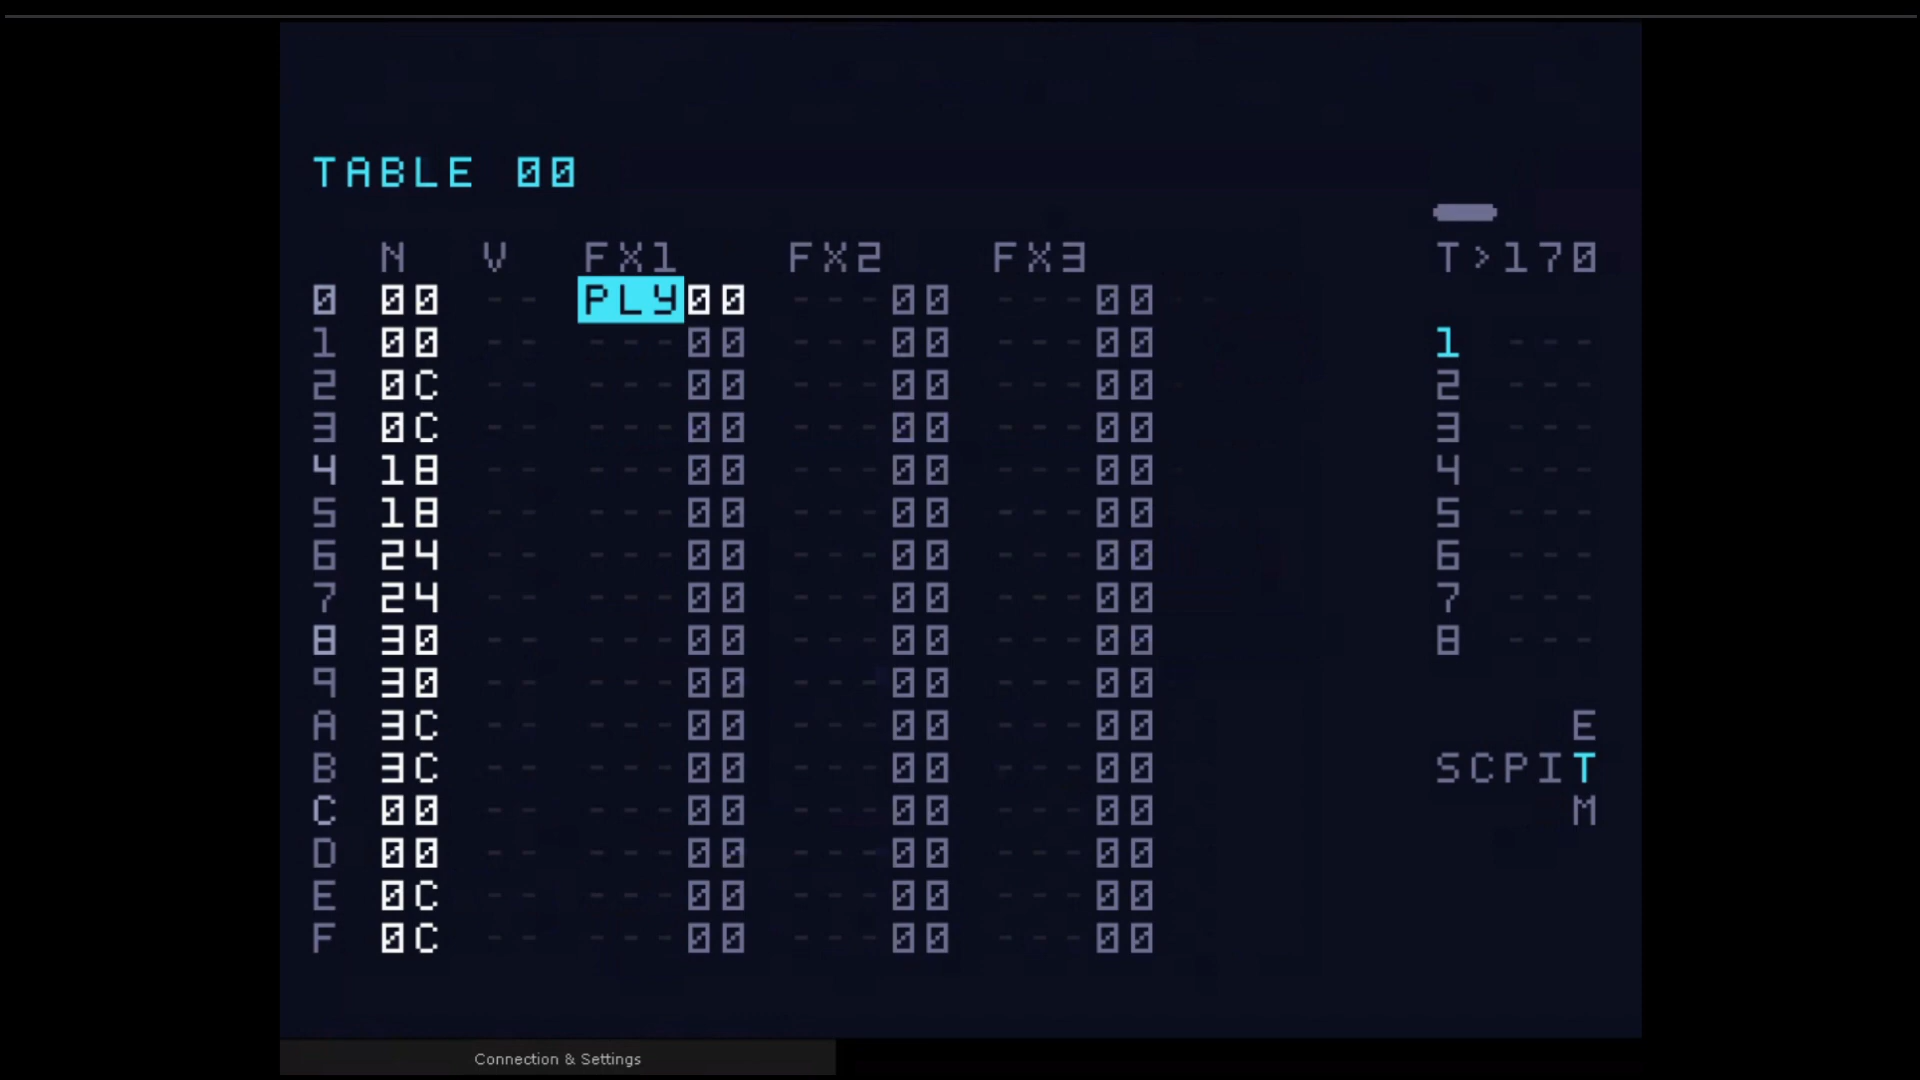 TABLE 00
N V FX1 FX2 FX3 T>170
0 00 -- PLY00 ---00 ---00
1 00 -- ---00 ---00 ---00 1 ---
2 0C -- ---00 ---00 ---00 2 ---
3 0C -- ---00 ---00 ---00 3 ---
4 18 -- ---00 ---00 ---00 4 ---
5 18 -- ---00 ---00 ---00 5 ---
6 24 -- ---00 ---00 ---00 6 ---
7 24 -- ---00 ---00 ---00 7 ---
8 30 -- ---00 ---00 ---00 8 ---
9 30 -- ---00 ---00 ---00
A 3C -- ---00 ---00 ---00 E
B 3C -- ---00 ---00 ---00 SCPIT
C 00 -- ---00 ---00 ---00 M
D 00 -- ---00 ---00 ---00
E 0C -- ---00 ---00 ---00
F 0C -- ---00 ---00 ---00
Connection & Settings